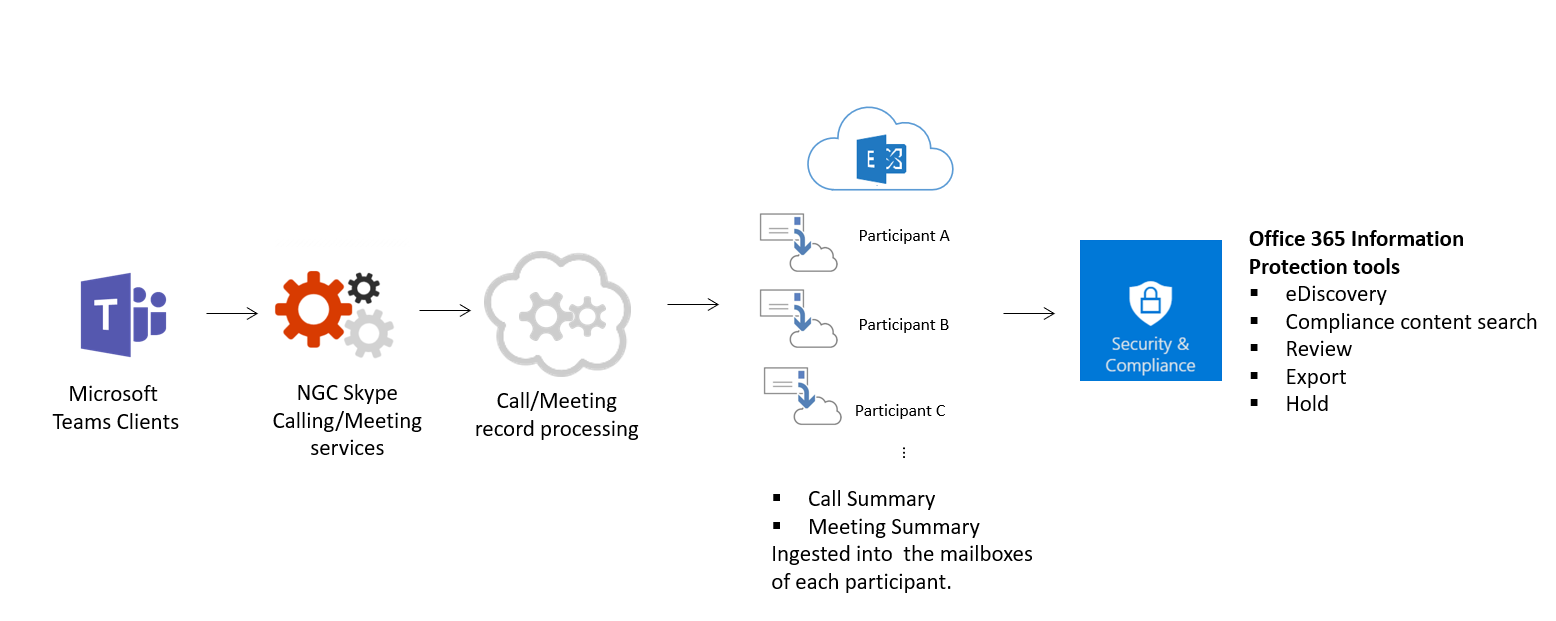 T
Microsoft
Teams Clients
NGC Skype
Calling/Meeting
services
Call/Meeting
record processing
E
Participant A
Participant B
Participant C
⋮
▪ Call Summary
▪ Meeting Summary
Ingested into the mailboxes
of each participant.
Security &
Compliance
Office 365 Information
Protection tools
▪ eDiscovery
▪ Compliance content search
▪ Review
▪ Export
▪ Hold